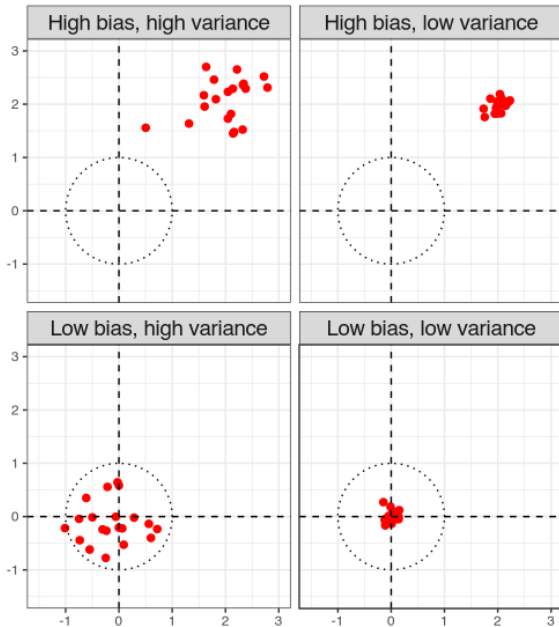 High bias, high variance
High bias, low variance
3
2
1
0
-1
Low bias, high variance
Low bias, low variance
3
2
1
0
-1
-1 0 1 2 3
-1 0 1 2 3